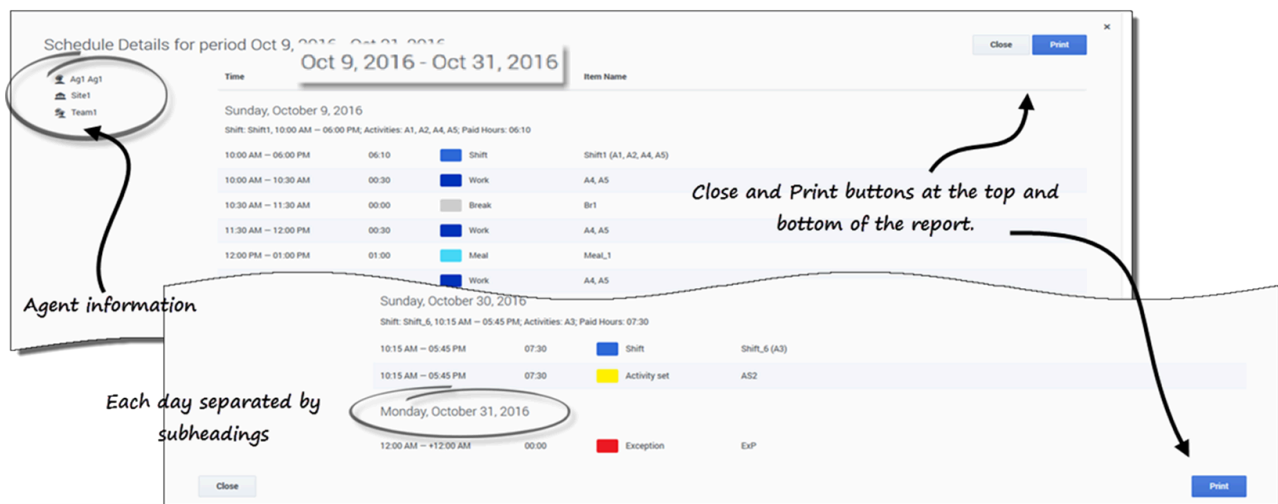 Schedule Details for period Oct 9, 2016 - Oct 31, 2016
Oct 9, 2016 - Oct 31, 2016
×
Close
Print
Ag1 Ag1
Site1
Team1
Time
Item Name
Sunday, October 9, 2016
Shift: Shift1, 10:00 AM — 06:00 PM; Activities: A1, A2, A4, A5; Paid Hours: 06:10
10:00 AM — 06:00 PM 06:10 Shift Shift1 (A1, A2, A4, A5)
10:00 AM — 10:30 AM 00:30 Work A4, A5
10:30 AM — 11:30 AM 00:00 Break Br1
11:30 AM — 12:00 PM 00:30 Work A4, A5
12:00 PM — 01:00 PM 01:00 Meal Meal_1
Work A4, A5
Close and Print buttons at the top and
bottom of the report.
Agent information
Sunday, October 30, 2016
Shift: Shift_6, 10:15 AM — 05:45 PM; Activities: A3; Paid Hours: 07:30
10:15 AM — 05:45 PM 07:30 Shift Shift_6 (A3)
10:15 AM — 05:45 PM 07:30 Activity set AS2
Each day separated by
subheadings
Monday, October 31, 2016
12:00 AM — +12:00 AM 00:00 Exception ExP
Close
Print